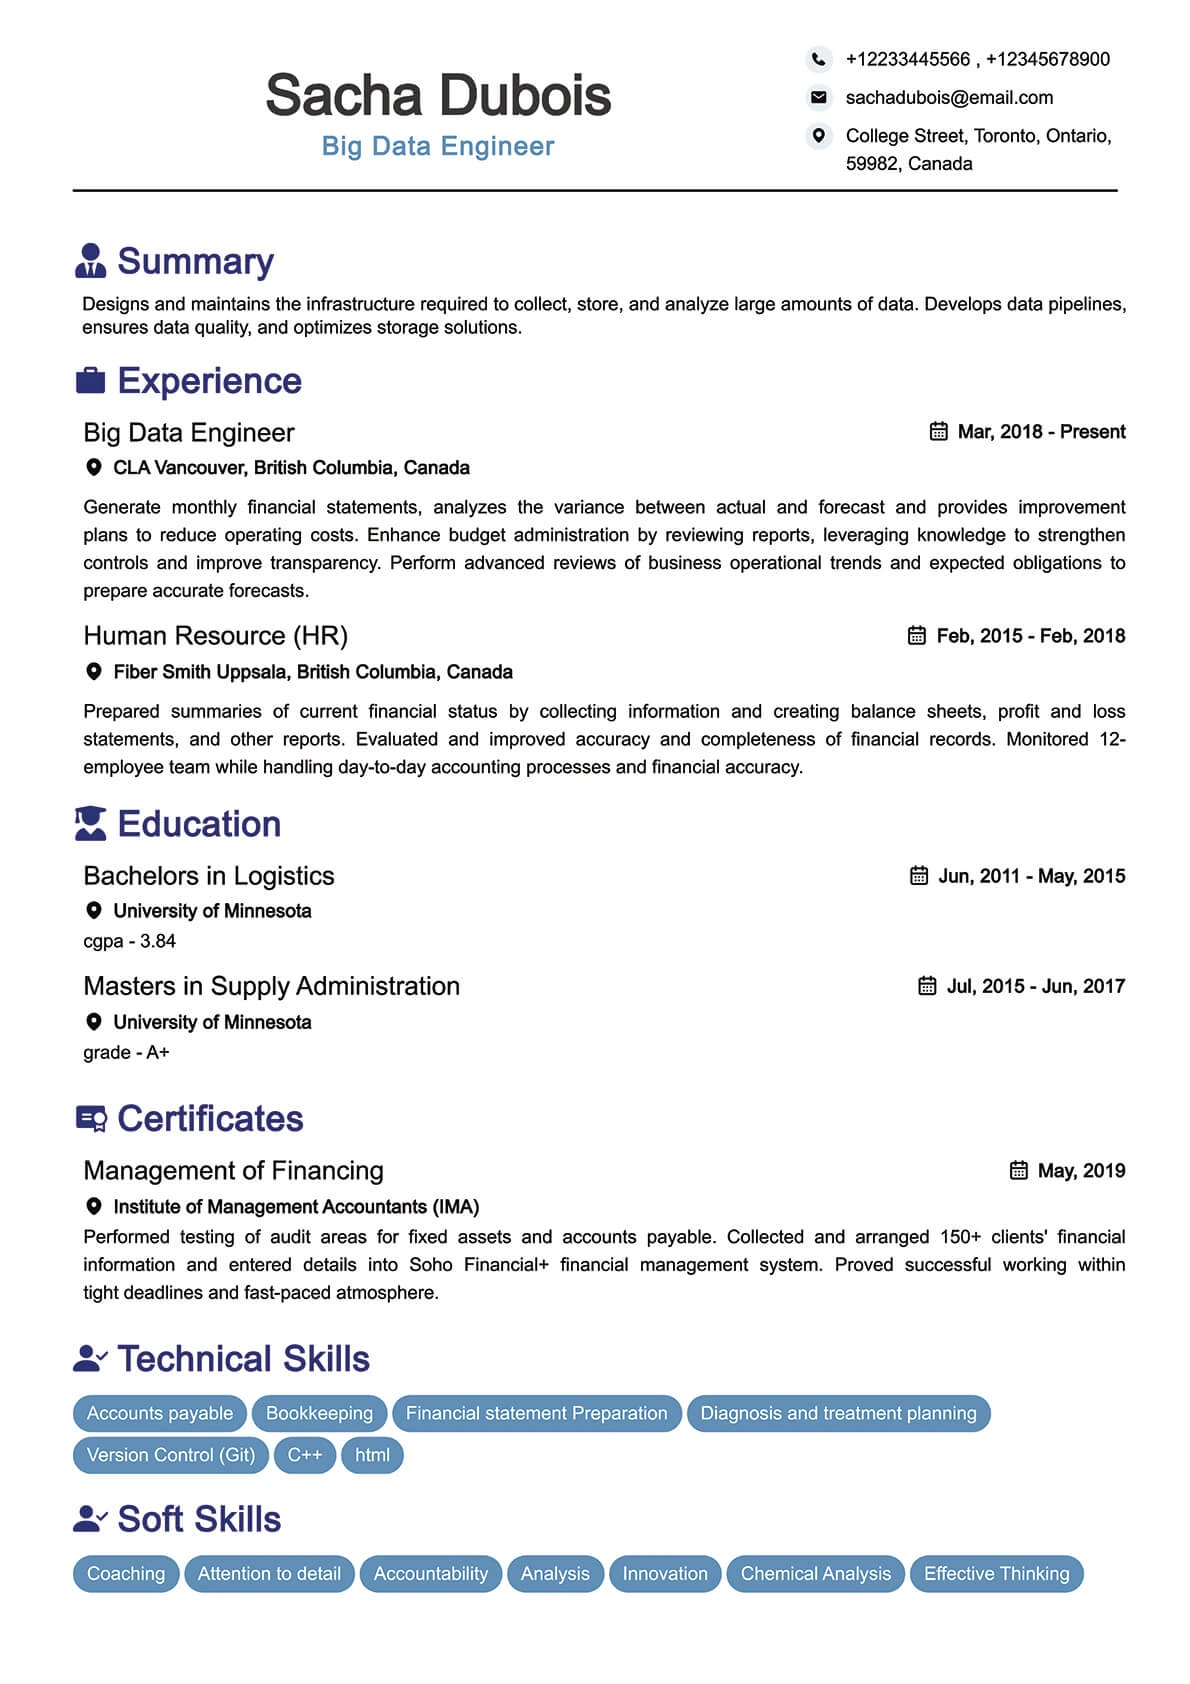 Sacha Dubois
Big Data Engineer
+12233445566 , +12345678900
sachadubois@email.com
College Street, Toronto, Ontario,
59982, Canada
Summary
Designs and maintains the infrastructure required to collect, store, and analyze large amounts of data. Develops data pipelines,
ensures data quality, and optimizes storage solutions.
Experience
Big Data Engineer
Mar, 2018 - Present
CLA Vancouver, British Columbia, Canada
Generate monthly financial statements, analyzes the variance between actual and forecast and provides improvement
plans to reduce operating costs. Enhance budget administration by reviewing reports, leveraging knowledge to strengthen
controls and improve transparency. Perform advanced reviews of business operational trends and expected obligations to
prepare accurate forecasts.
Human Resource (HR)
Feb, 2015 - Feb, 2018
Fiber Smith Uppsala, British Columbia, Canada
Prepared summaries of current financial status by collecting information and creating balance sheets, profit and loss
statements, and other reports. Evaluated and improved accuracy and completeness of financial records. Monitored 12-
employee team while handling day-to-day accounting processes and financial accuracy.
Education
Bachelors in Logistics
Jun, 2011 - May, 2015
University of Minnesota
cgpa - 3.84
Masters in Supply Administration
Jul, 2015 - Jun, 2017
University of Minnesota
grade - A+
Certificates
Management of Financing
May, 2019
Institute of Management Accountants (IMA)
Performed testing of audit areas for fixed assets and accounts payable. Collected and arranged 150+ clients' financial
information and entered details into Soho Financial+ financial management system. Proved successful working within
tight deadlines and fast-paced atmosphere.
Technical Skills
Accounts payable Bookkeeping Financial statement Preparation Diagnosis and treatment planning
Version Control (Git) C++ html
Soft Skills
Coaching Attention to detail Accountability Analysis Innovation Chemical Analysis Effective Thinking